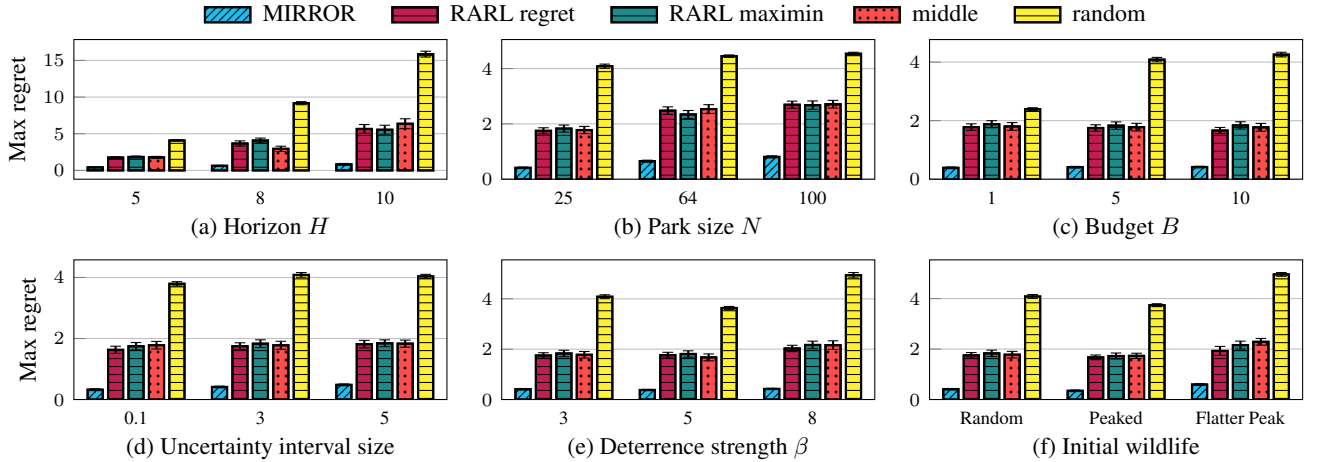 MIRROR RARL regret RARL maximin middle random
Max regret
15
10
5
0
5 8 10
(a) Horizon H
4
2
0
25 64 100
(b) Park size N
4
2
0
1 5 10
(c) Budget B
Max regret
4
2
0
0.1 3 5
(d) Uncertainty interval size
4
2
0
3 5 8
(e) Deterrence strength β
4
2
0
Random Peaked Flatter Peak
(f) Initial wildlife